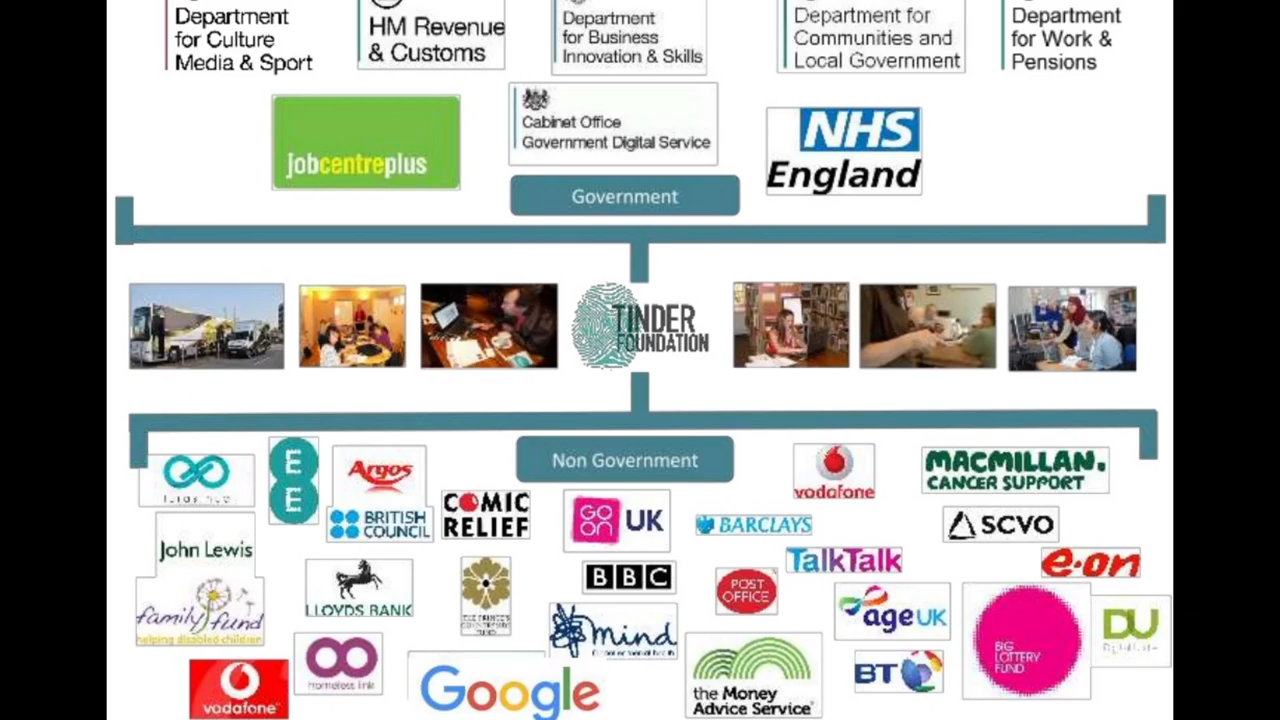 Department
for Culture
Media & Sport
HM Revenue
& Customs
Department
for Business
Innovation & Skills
Department for
Communities and
Local Government
Department
for Work &
Pensions
jobcentreplus
Cabinet Office
Government Digital Service
NHS
England
Government
TINDER
FOUNDATION
Non Government
EE
Argos
vodafone
MACMILLAN.
CANCER SUPPORT
BRITISH
COUNCIL
COMIC
RELIEF
GO
ON
UK
BARCLAYS
SCVO
John Lewis
TalkTalk
e·on
LLOYDS BANK
BBC
POST
OFFICE
family fund
helping disabled children
mind
age UK
BIG
LOTTERY
FUND
DU
homeless link
vodafone
Google
the Money
Advice Service
BT